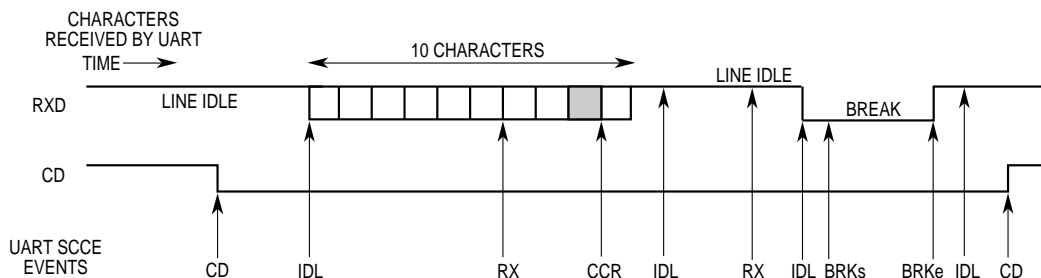 CHARACTERS
RECEIVED BY UART
TIME
10 CHARACTERS
RXD
LINE IDLE
LINE IDLE
BREAK
CD
UART SCCE
EVENTS
CD
IDL
RX
CCR
IDL
RX
IDL
BRKs
BRKe
IDL
CD